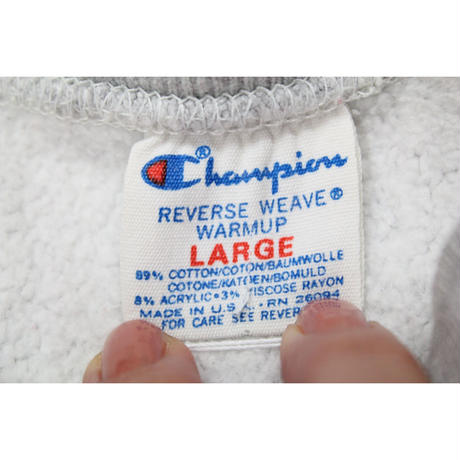 Champion®
REVERSE WEAVE®
WARMUP
LARGE
89% COTTON/COTON/BAUMWOLLE
COTONE/KATOEN/BOMULD
8% ACRYLIC•3% VISCOSE RAYON
MADE IN U.S.A.-RN 26094
FOR CARE SEE REVER